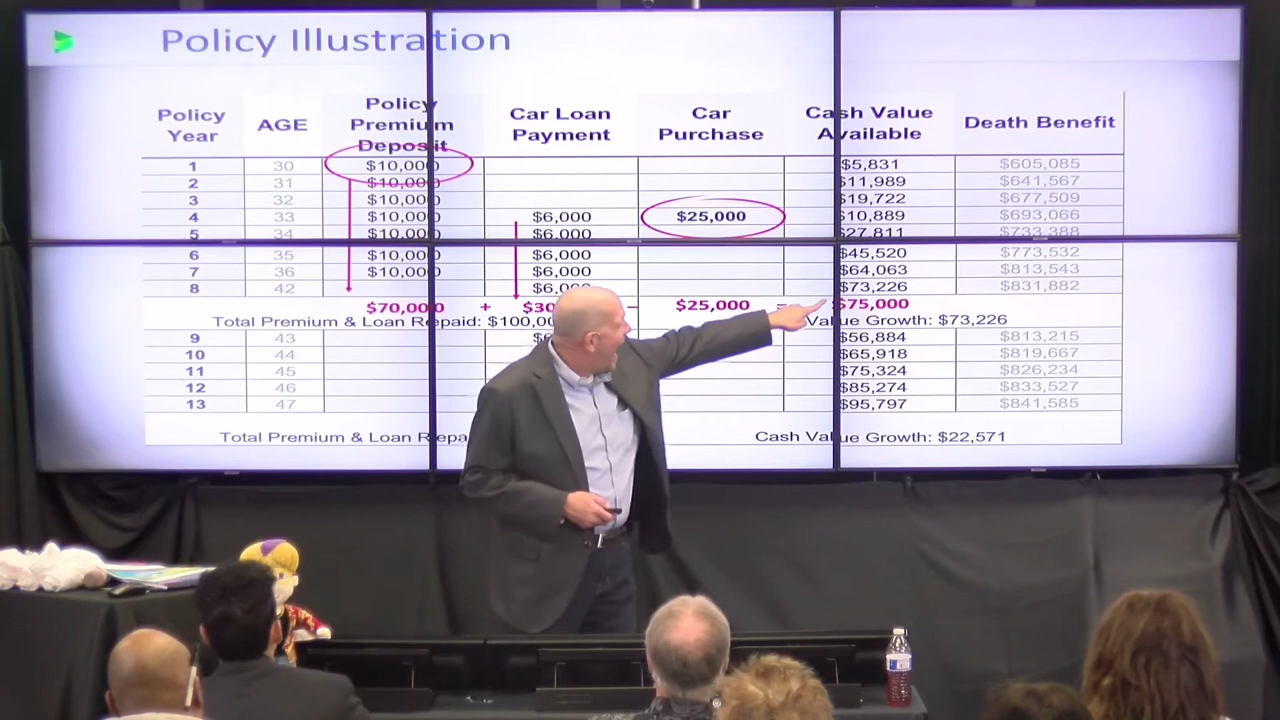 Policy Illustration
Policy Year AGE Policy Premium Deposit Car Loan Payment Car Purchase Cash Value Available Death Benefit
1 30 $10,000 $5,831 $605,085
2 31 $10,000 $11,989 $641,567
3 32 $10,000 $19,722 $677,509
4 33 $10,000 $6,000 $25,000 $10,889 $693,066
5 34 $10,000 $6,000 $27,811 $733,388
6 35 $10,000 $6,000 $45,520 $773,532
7 36 $10,000 $6,000 $64,063 $813,543
8 42 $6,000 $73,226 $831,882
$70,000 + $30 – $25,000 = $75,000
Total Premium & Loan Repaid: $100,00 Value Growth: $73,226
9 43 $56,884 $813,215
10 44 $65,918 $819,667
11 45 $75,324 $826,234
12 46 $85,274 $833,527
13 47 $95,797 $841,585
Total Premium & Loan Repa Cash Value Growth: $22,571